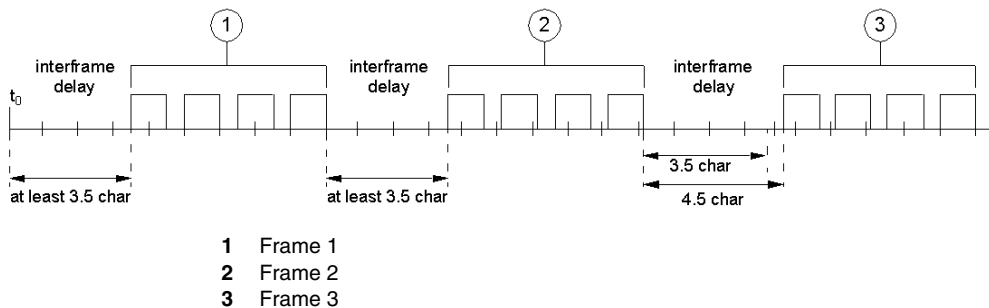 1
2
3
interframe
delay
interframe
delay
interframe
delay
t0
3.5 char
at least 3.5 char
at least 3.5 char
4.5 char
1 Frame 1
2 Frame 2
3 Frame 3